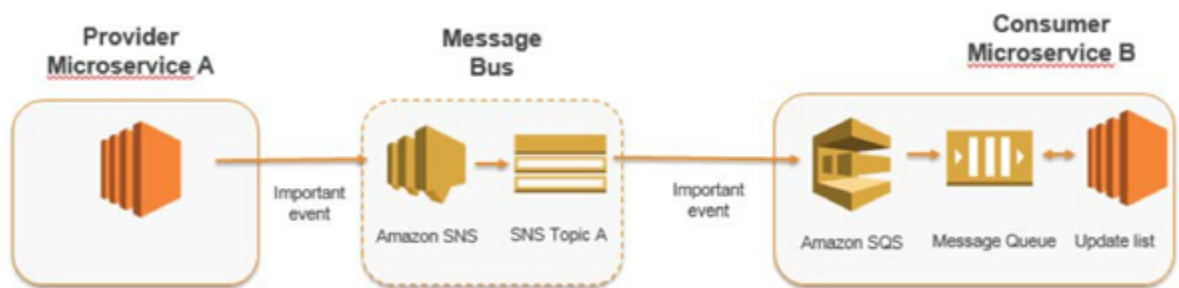 Provider
Microservice A
Message
Bus
Consumer
Microservice B
Important
event
Amazon SNS
SNS Topic A
Important
event
Amazon SQS
Message Queue
Update list